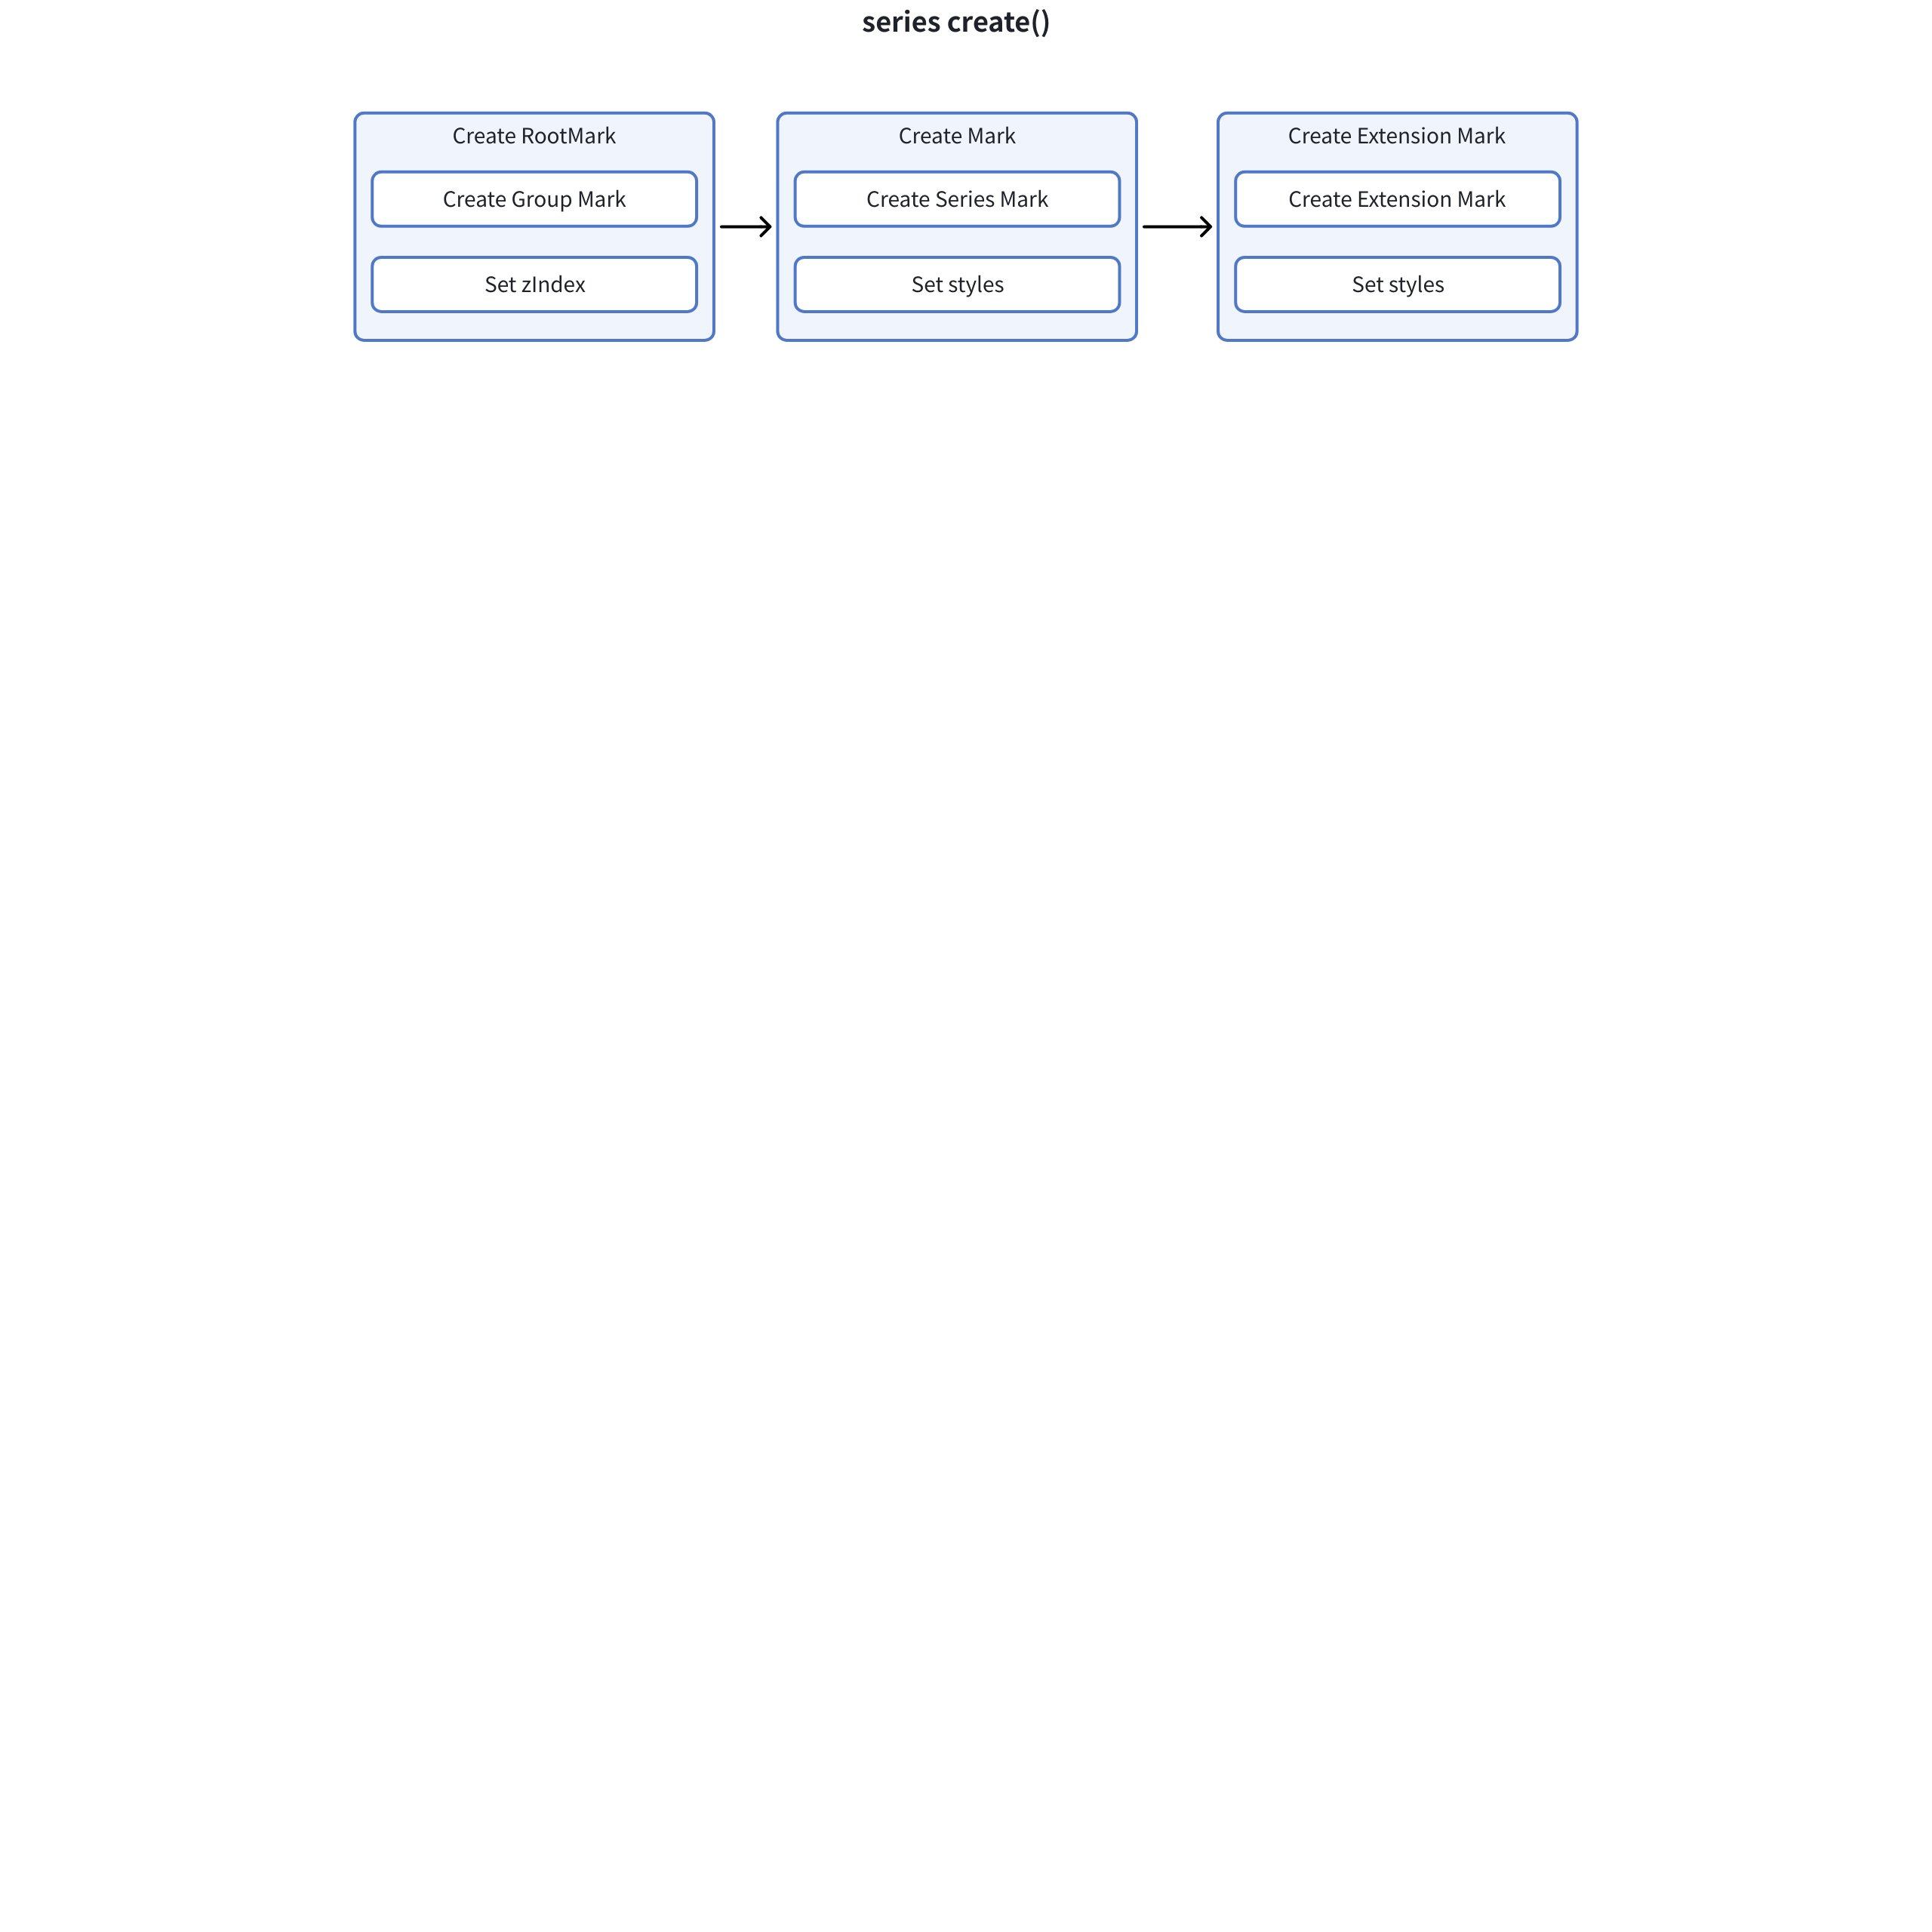 series create()
Create RootMark
Create Group Mark
Set zIndex
Create Mark
Create Series Mark
Set styles
Create Extension Mark
Create Extension Mark
Set styles